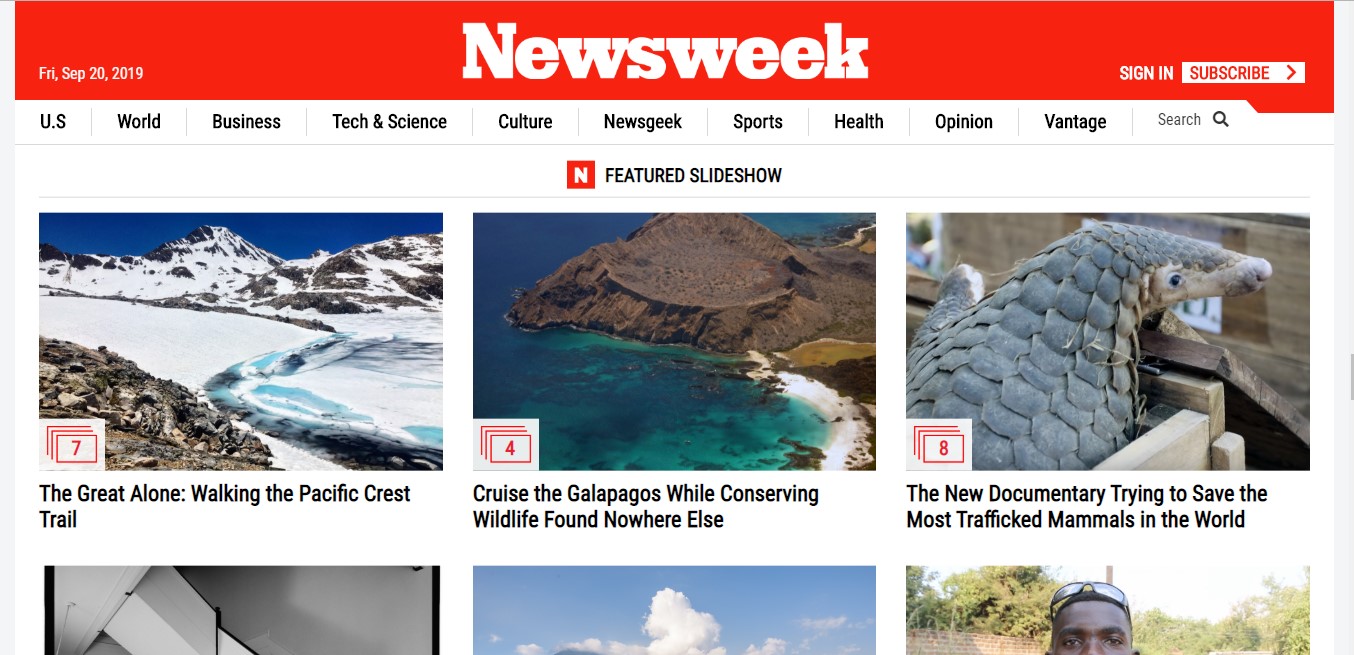 Newsweek
Fri, Sep 20, 2019
SIGN IN SUBSCRIBE
U.S World Business Tech & Science Culture Newsgeek Sports Health Opinion Vantage Search
N FEATURED SLIDESHOW
7
4
8
The Great Alone: Walking the Pacific Crest
Trail
Cruise the Galapagos While Conserving
Wildlife Found Nowhere Else
The New Documentary Trying to Save the
Most Trafficked Mammals in the World